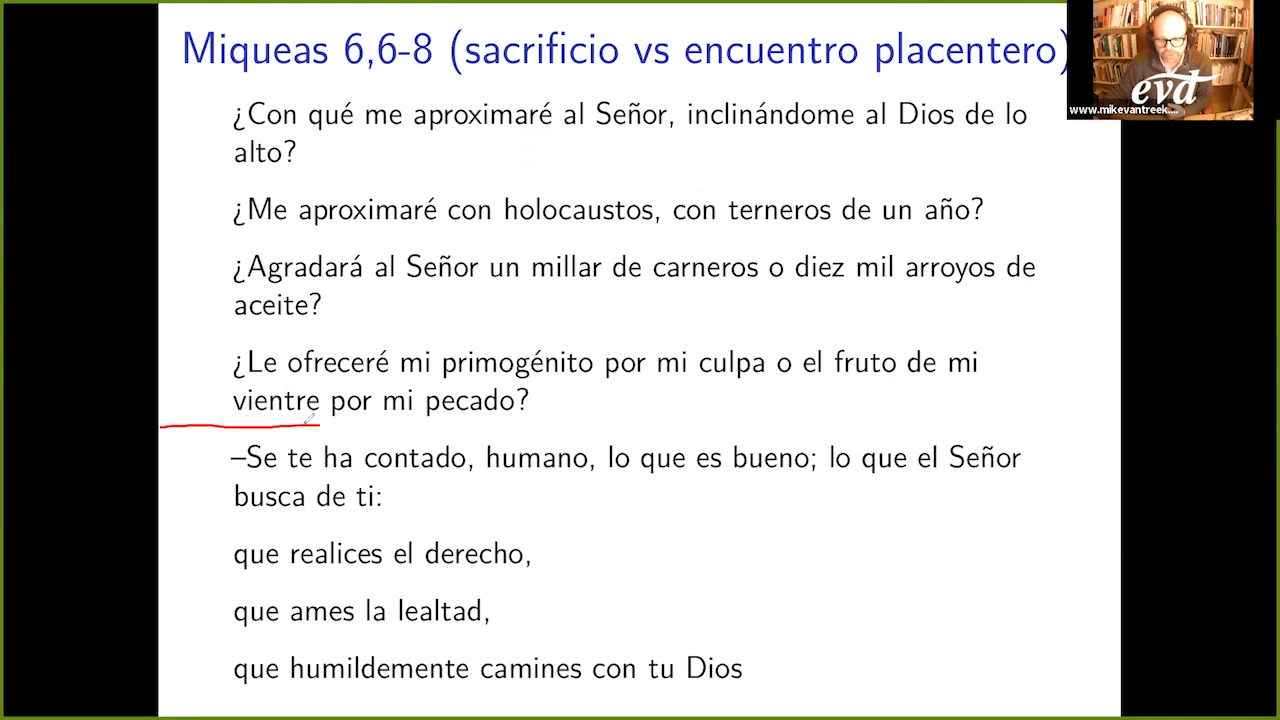 Miqueas 6,6-8 (sacrificio vs encuentro placentero)
evd
www.mikevantreek....
¿Con qué me aproximaré al Señor, inclinándome al Dios de lo
alto?
¿Me aproximaré con holocaustos, con terneros de un año?
¿Agradará al Señor un millar de carneros o diez mil arroyos de
aceite?
¿Le ofreceré mi primogénito por mi culpa o el fruto de mi
vientre por mi pecado?
–Se te ha contado, humano, lo que es bueno; lo que el Señor
busca de ti:
que realices el derecho,
que ames la lealtad,
que humildemente camines con tu Dios